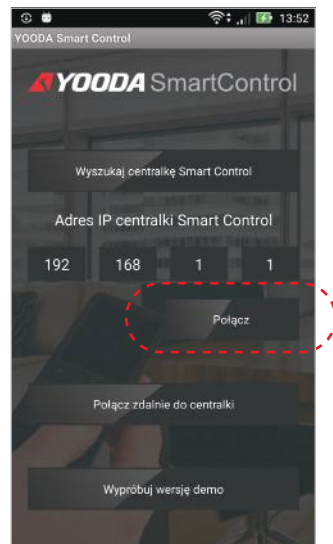 13:52
YOODA Smart Control
YOODA SmartControl
Wyszukaj centralkę Smart Control
Adres IP centralki Smart Control
192 168 1 1
Połącz
Połącz zdalnie do centralki
Wypróbuj wersję demo